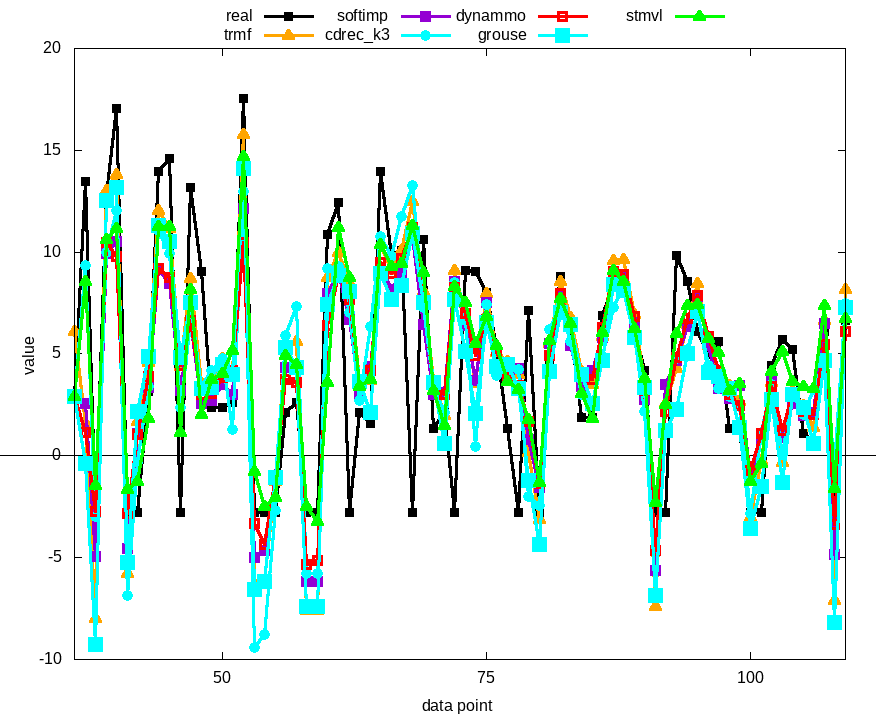 real softimp dynammo stmvl
trmf cdrec_k3 grouse
20
15
10
5
0
-5
-10
value
50 75 100
data point